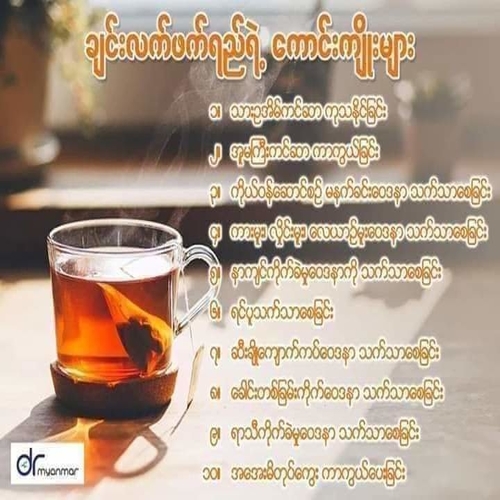 ချင်းလက်ဖက်ရည်ရဲ့ ကောင်းကျိုးများ
၁။ သားဥအိမ်ကင်ဆာ ကုသနိုင်ခြင်း
၂။ အူမကြီးကင်ဆာ ကာကွယ်ခြင်း
၃။ ကိုယ်ဝန်ဆောင်စဉ် မနက်ခင်းဝေဒနာ သက်သာစေခြင်း
၄။ ကားမူး၊ လှိုင်းမူး၊ လေယာဉ်မူးဝေဒနာ သက်သာစေခြင်း
၅။ နာကျင်ကိုက်ခဲမှုဝေဒနာကို သက်သာစေခြင်း
၆။ ရင်ပူသက်သာစေခြင်း
၇။ ဆီးချိုကျောက်ကပ်ဝေဒနာ သက်သာစေခြင်း
၈။ ခေါင်းတစ်ခြမ်းကိုက်ဝေဒနာ သက်သာစေခြင်း
၉။ ရာသီကိုက်ခဲမှုဝေဒနာ သက်သာစေခြင်း
၁၀။ အအေးမိတုပ်ကွေး ကာကွယ်ပေးခြင်း
dr
myanmar